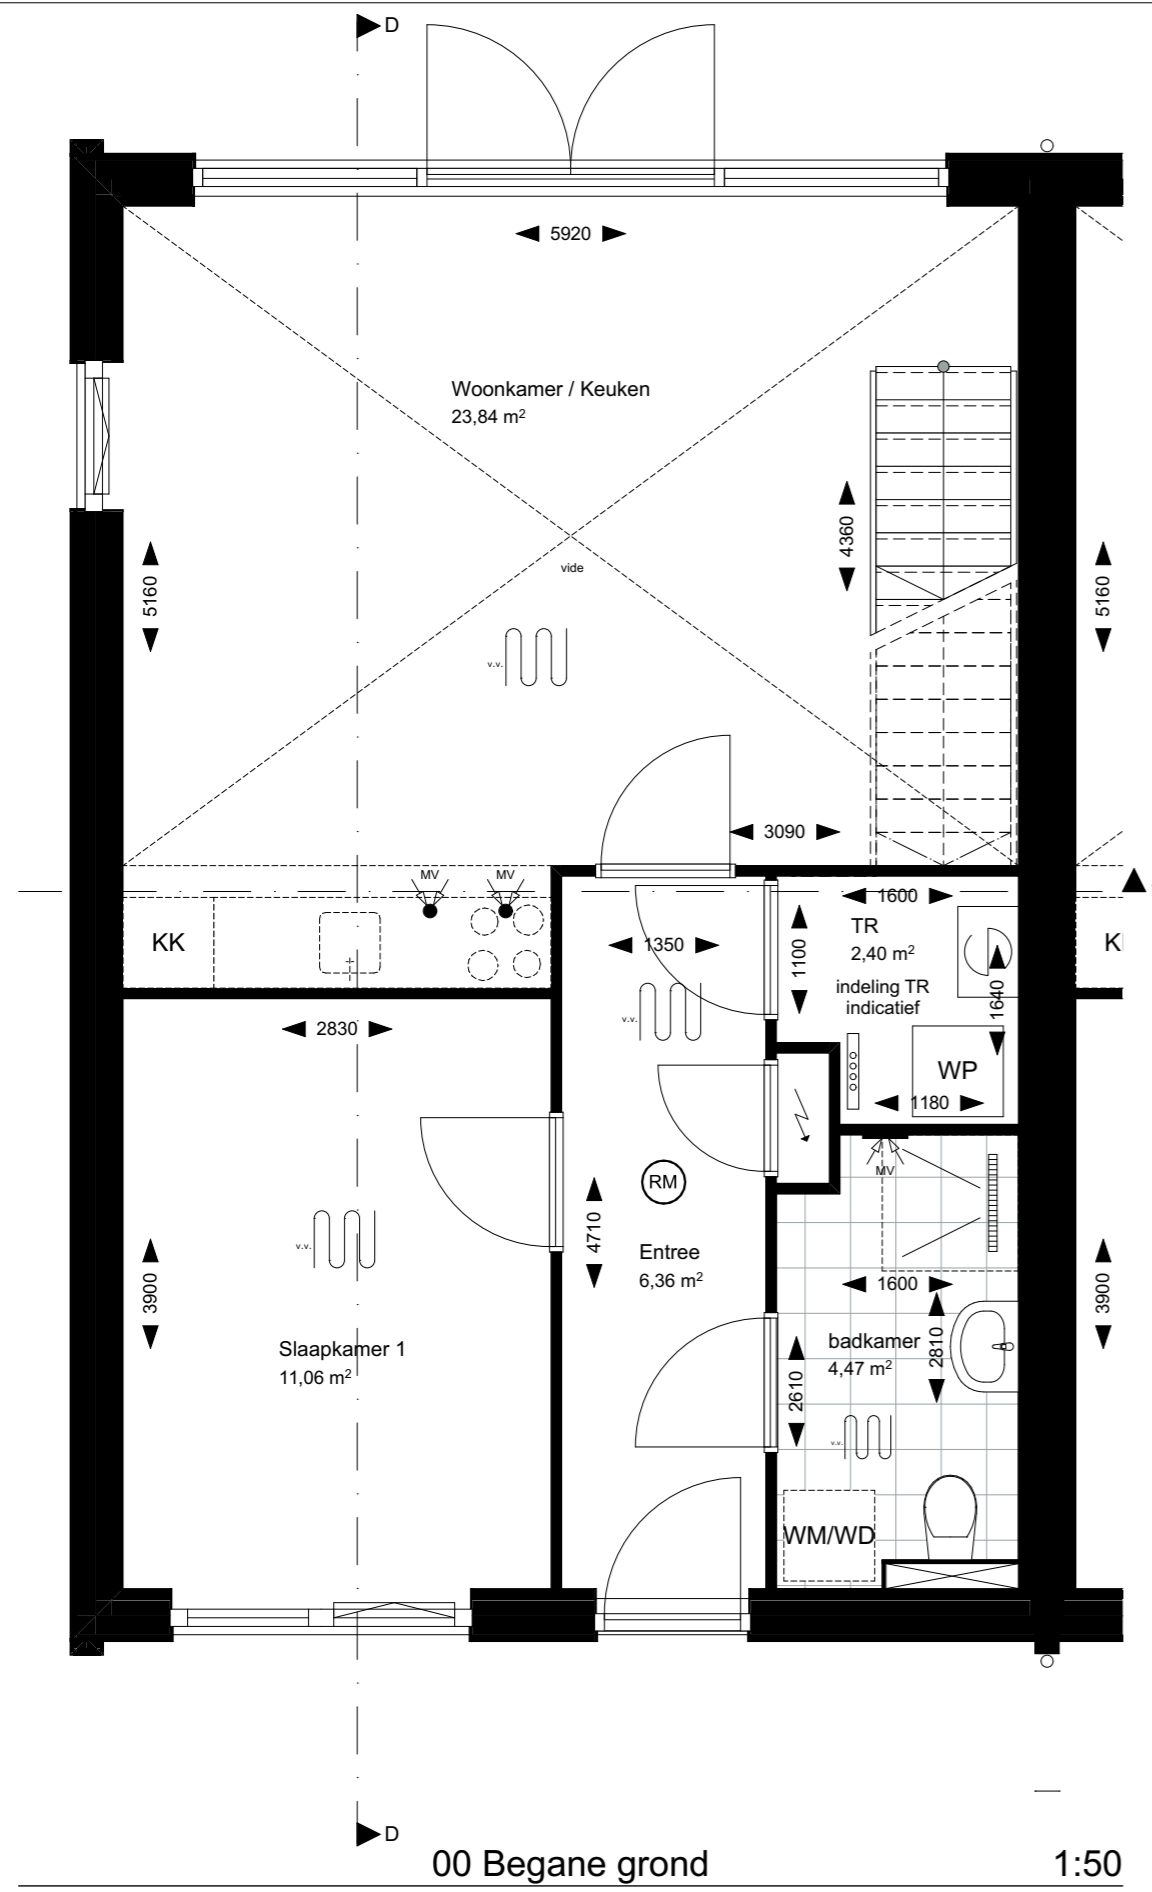 D
5920
Woonkamer / Keuken
23,84 m²
4360
vide
5160
5160
v.v.
3090
MV
MV
1600
KK
TR
1350
1100
2,40 m²
K
indeling TR
indicatief
1640
2830
v.v.
WP
1180
MV
RM
4710
Entree
6,36 m²
v.v.
3900
1600
3900
Slaapkamer 1
11,06 m²
badkamer
4,47 m²
2810
2610
v.v.
WM/WD
D
00 Begane grond
1:50